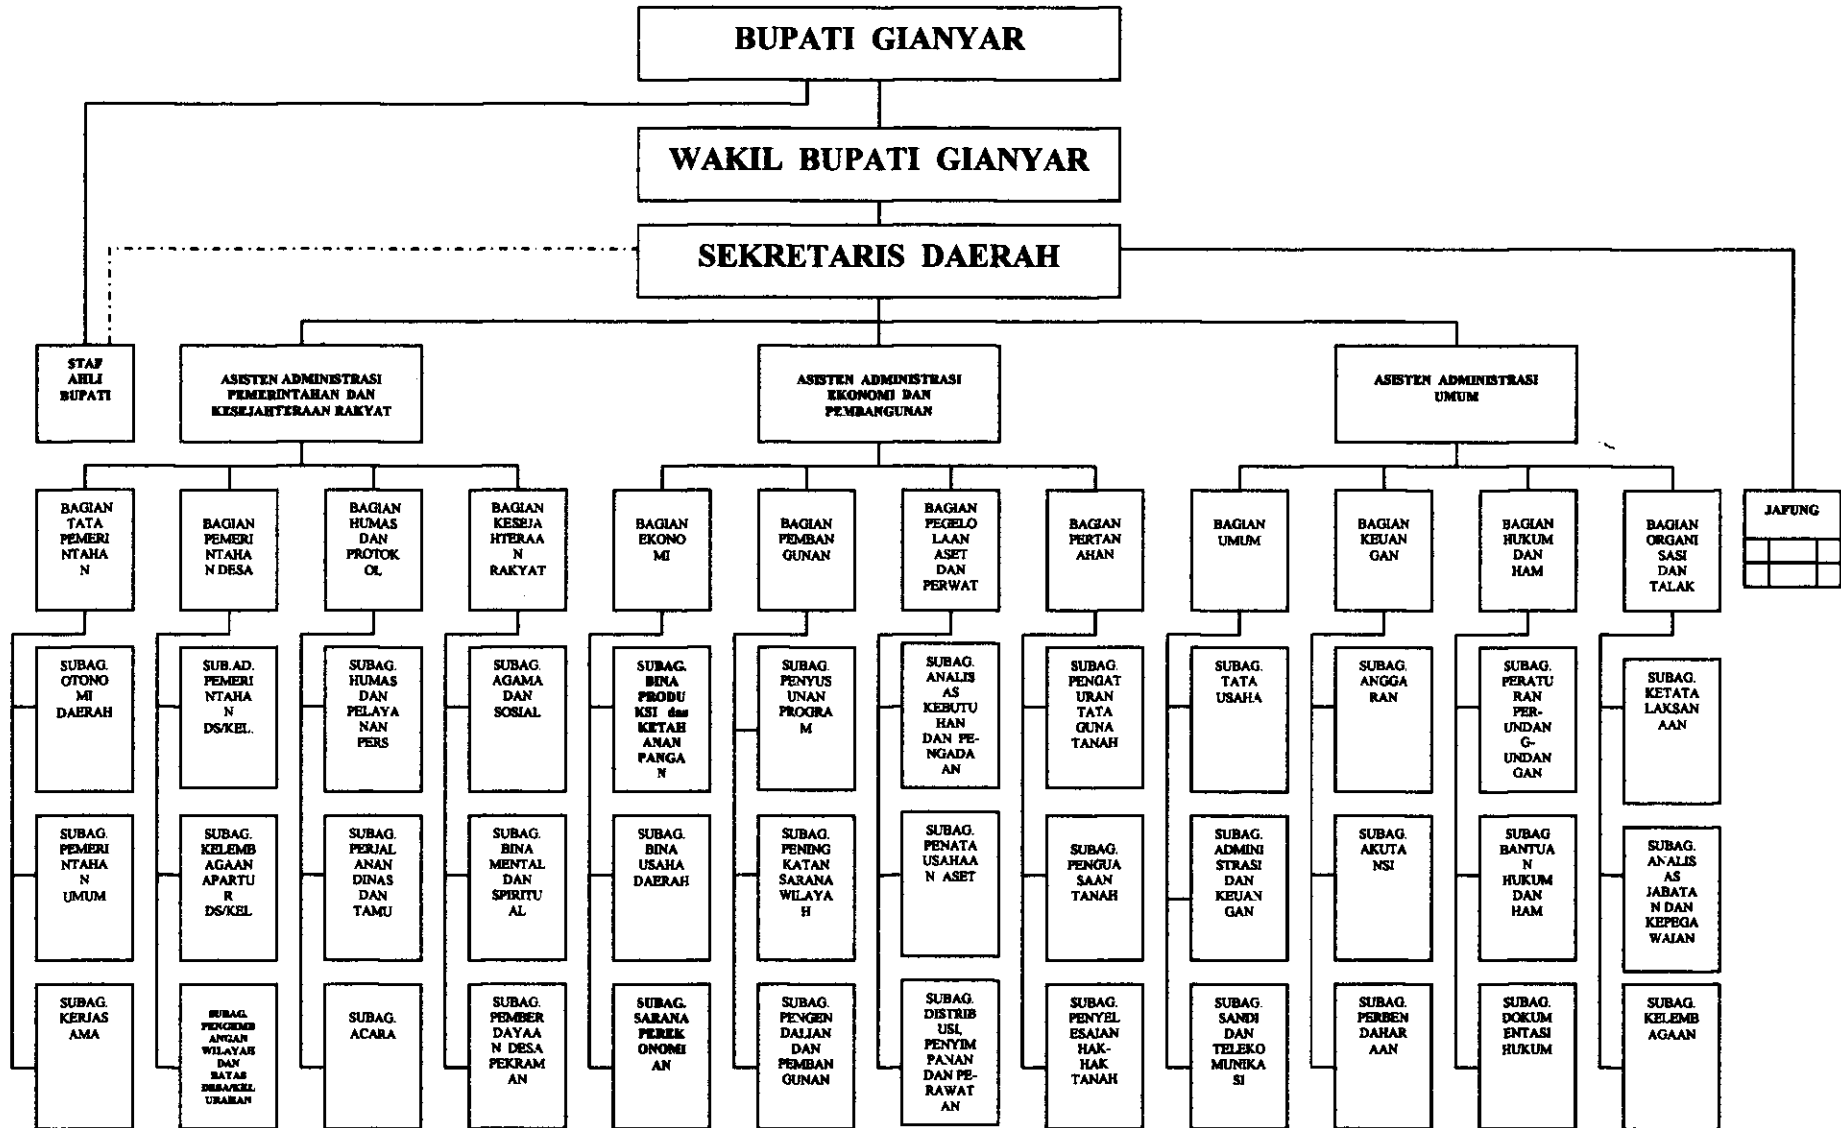 BUPATI GIANYAR
WAKIL BUPATI GIANYAR
SEKRETARIS DAERAH
STAF
AHLI
BUPATI
ASISTEN ADMINISTRASI
PEMERINTAHAN DAN
KESEJAHTERAAN RAKYAT
ASISTEN ADMINISTRASI
EKONOMI DAN
PEMBANGUNAN
ASISTEN ADMINISTRASI
UMUM
BAGIAN
TATA
PEMERI
NTAHA
N
BAGIAN
PEMERI
NTAHA
N DESA
BAGIAN
HUMAS
DAN
PROTOK
OL
BAGIAN
KESEJA
HTERAA
N
RAKYAT
BAGIAN
EKONO
MI
BAGIAN
PEMBAN
GUNAN
BAGIAN
PEGELO
LAAN
ASET
DAN
PERWAT
BAGIAN
PERTAN
AHAN
BAGIAN
UMUM
BAGIAN
KEUAN
GAN
BAGIAN
HUKUM
DAN
HAM
BAGIAN
ORGANI
SASI
DAN
TALAK
JAFUNG
SUBAG.
OTONO
MI
DAERAH
SUB.AD.
PEMERI
NTAHA
N
DS/KEL.
SUBAG.
HUMAS
DAN
PELAYA
NAN
PERS
SUBAG.
AGAMA
DAN
SOSIAL
SUBAG.
BINA
PRODU
KSI dan
KETAH
ANAN
PANGA
N
SUBAG.
PENYUS
UNAN
PROGRA
M
SUBAG.
ANALIS
AS
KEBUTU
HAN
DAN PE-
NGADA
AN
SUBAG.
PENGAT
URAN
TATA
GUNA
TANAH
SUBAG.
TATA
USAHA
SUBAG.
ANGGA
RAN
SUBAG.
PERATU
RAN
PER-
UNDAN
G-
UNDAN
GAN
SUBAG.
KETATA
LAKSAN
AAN
SUBAG.
PEMERI
NTAHA
N
UMUM
SUBAG.
KELEMB
AGAAN
APARTU
R
DS/KEL
SUBAG.
PERJAL
ANAN
DINAS
DAN
TAMU
SUBAG.
BINA
MENTAL
DAN
SPIRITU
AL
SUBAG.
BINA
USAHA
DAERAH
SUBAG.
PENING
KATAN
SARANA
WILAYA
H
SUBAG.
PENATA
USAHAA
N ASET
SUBAG.
PENGUA
SAAN
TANAH
SUBAG.
ADMINI
STRASI
DAN
KEUAN
GAN
SUBAG.
AKUTA
NSI
SUBAG
BANTUA
N
HUKUM
DAN
HAM
SUBAG.
ANALIS
AS
JABATA
N DAN
KEPEGA
WAIAN
SUBAG.
KERJAS
AMA
SUBAG.
PENGEMB
ANGAN
WILAYAH
DAN
BATAS
DESA/KEL
URAHAN
SUBAG.
ACARA
SUBAG.
PEMBER
DAYAA
N DESA
PEKRAM
AN
SUBAG.
SARANA
PEREK
ONOMI
AN
SUBAG.
PENGEN
DALIAN
DAN
PEMBAN
GUNAN
SUBAG.
DISTRIB
USI,
PENYIM
PANAN
DAN PE-
RAWAT
AN
SUBAG.
PENYEL
ESAIAN
HAK-
HAK
TANAH
SUBAG.
SANDI
DAN
TELEKO
MUNIKA
SI
SUBAG.
PERBEN
DAHAR
AAN
SUBAG.
DOKUM
ENTASI
HUKUM
SUBAG.
KELEMB
AGAAN